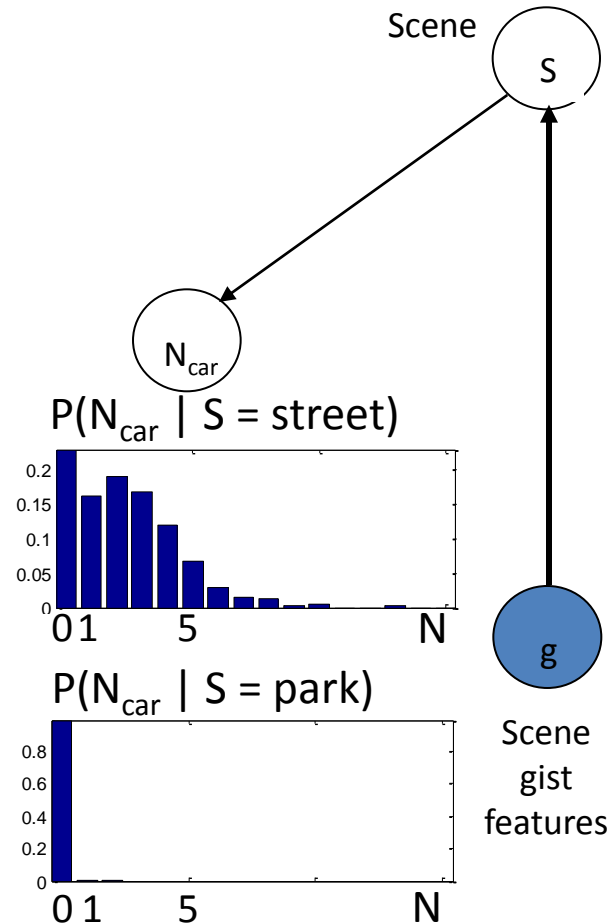 Scene
S
N_car
P(N_car | S = street)
0.2
0.15
0.1
0.05
0
0 1 5 N
g
P(N_car | S = park)
Scene
gist
features
0.8
0.6
0.4
0.2
0
0 1 5 N